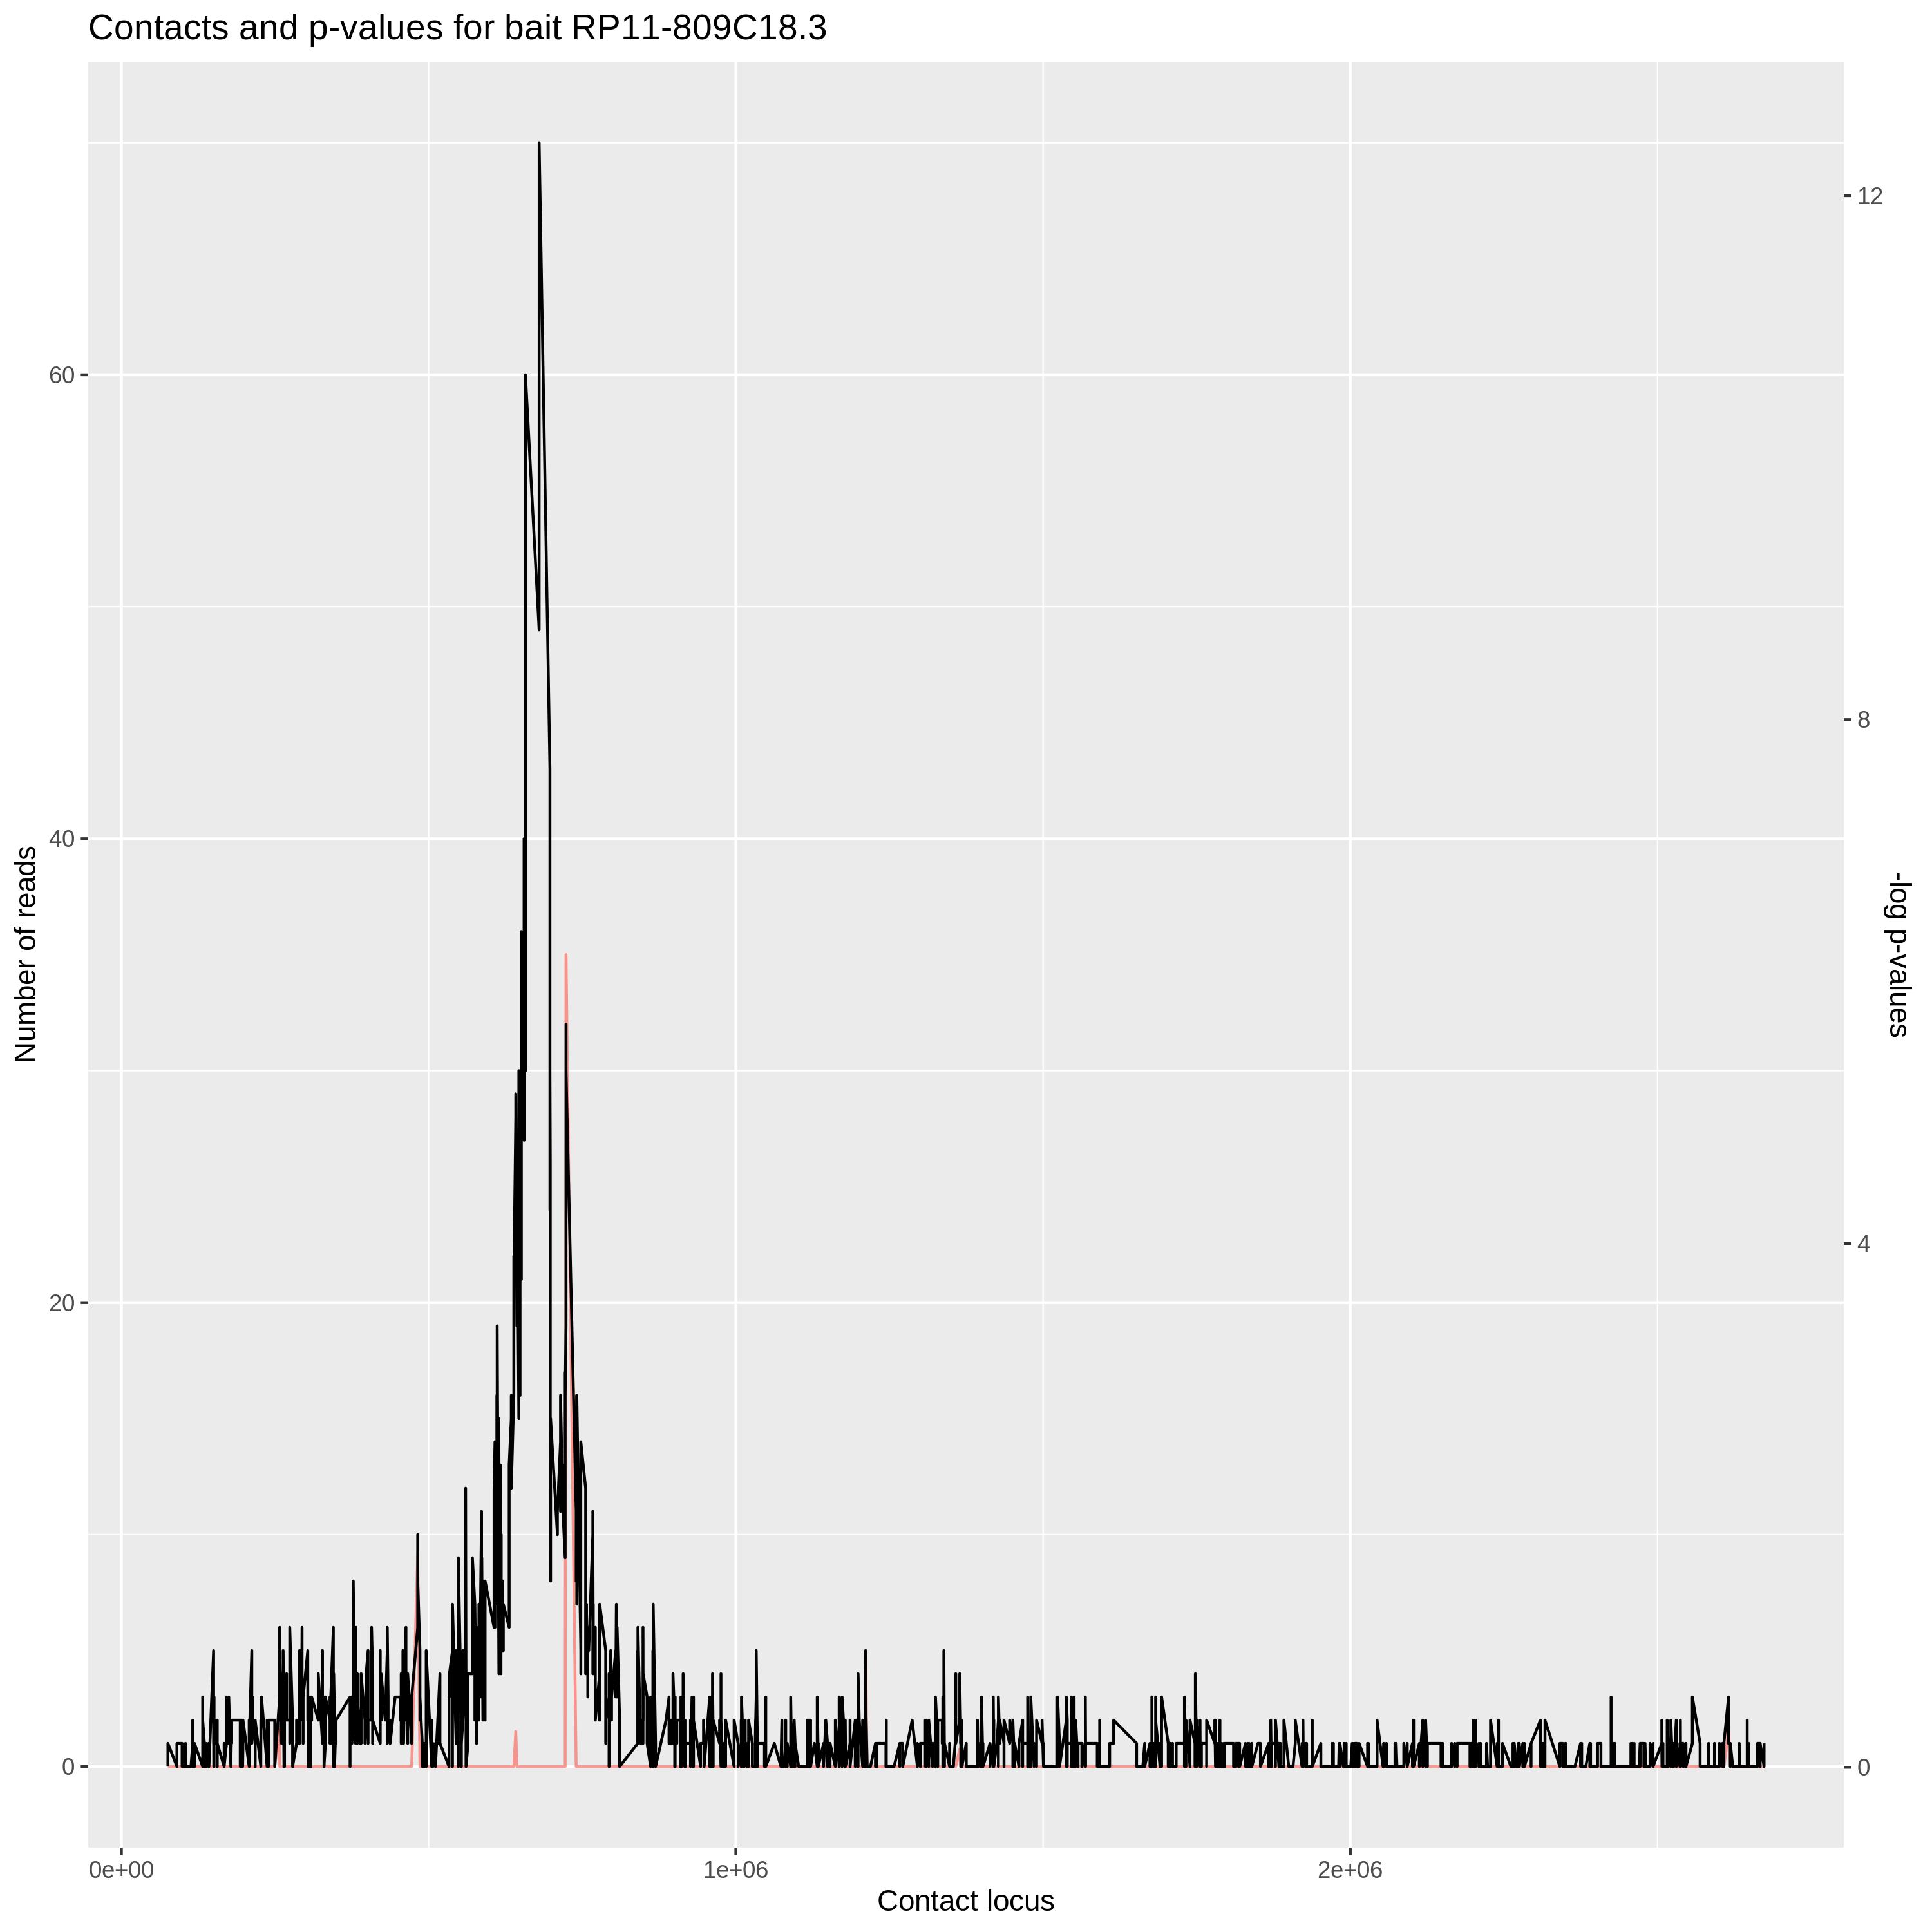 Contacts and p-values for bait RP11-809C18.3
60
40
20
0
Number of reads
12
8
4
0
-log p-values
0e+00
1e+06
2e+06
Contact locus